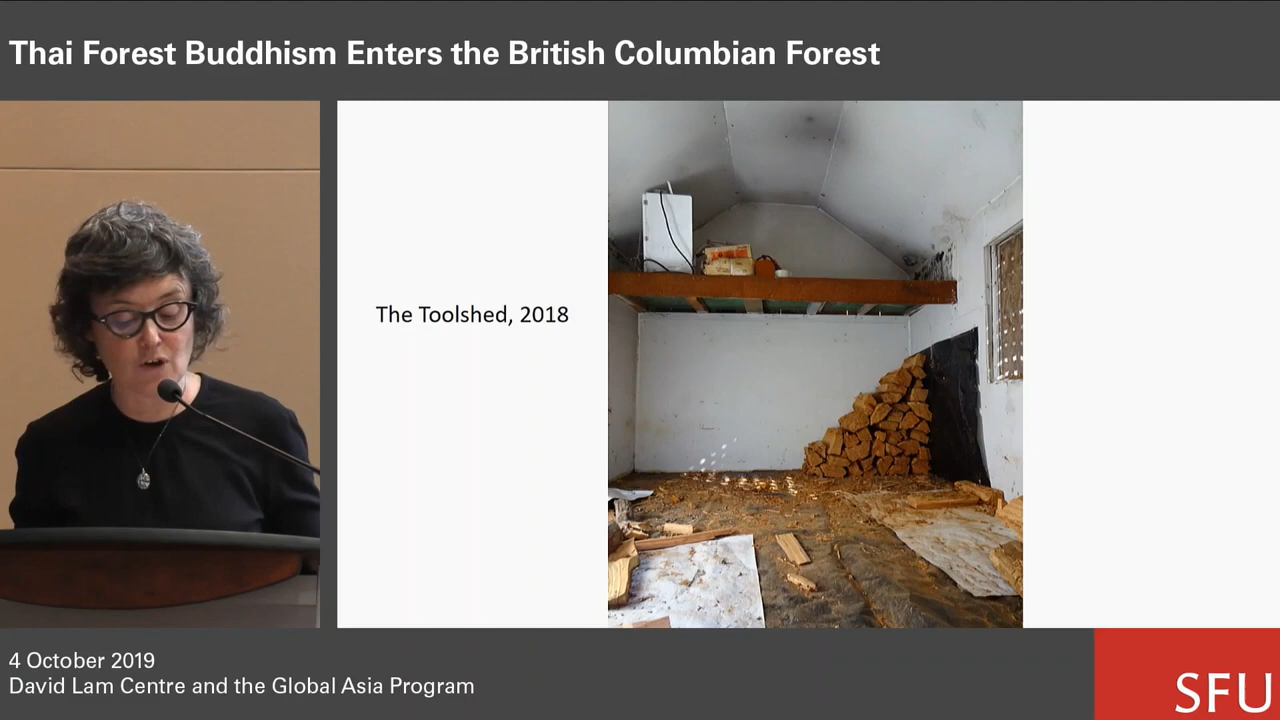 Thai Forest Buddhism Enters the British Columbian Forest
The Toolshed, 2018
4 October 2019
David Lam Centre and the Global Asia Program
SFU